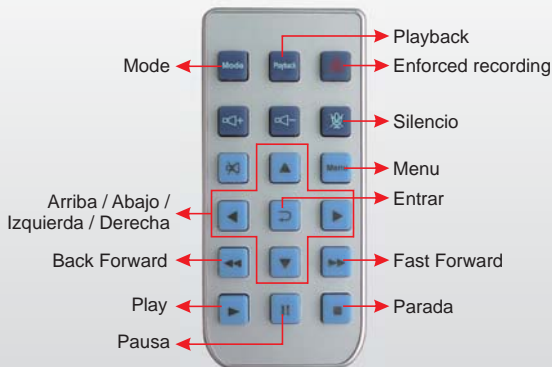 Playback
Mode
Mode
Playback
Enforced recording
Silencio
Menu
Menu
Arriba / Abajo /
Izquierda / Derecha
Entrar
Back Forward
Fast Forward
Play
Parada
Pausa